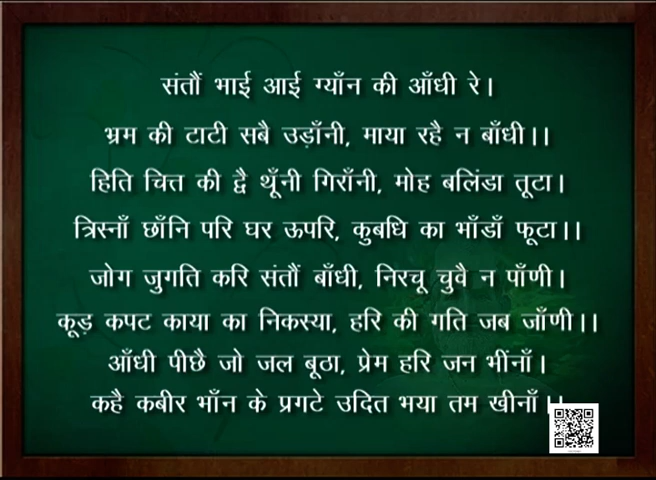 संतौं भाई आई ग्याँन की आँधी रे।
भ्रम की टाटी सबै उड़ाँनी, माया रहै न बाँधी।।
हिति चित्त की द्वै थूँनी गिराँनी, मोह बलिंडा तूटा।
त्रिस्नाँ छाँनि परि घर ऊपरि, कुबधि का भाँडाँ फूटा।।
जोग जुगति करि संतौं बाँधी, निरचू चुवै न पाँणी।
कूड़ कपट काया का निकस्या, हरि की गति जब जाँणी।।
आँधी पीछै जो जल बूठा, प्रेम हरि जन भींनाँ।
कहै कबीर भाँन के प्रगटे उदित भया तम खीनाँ।।